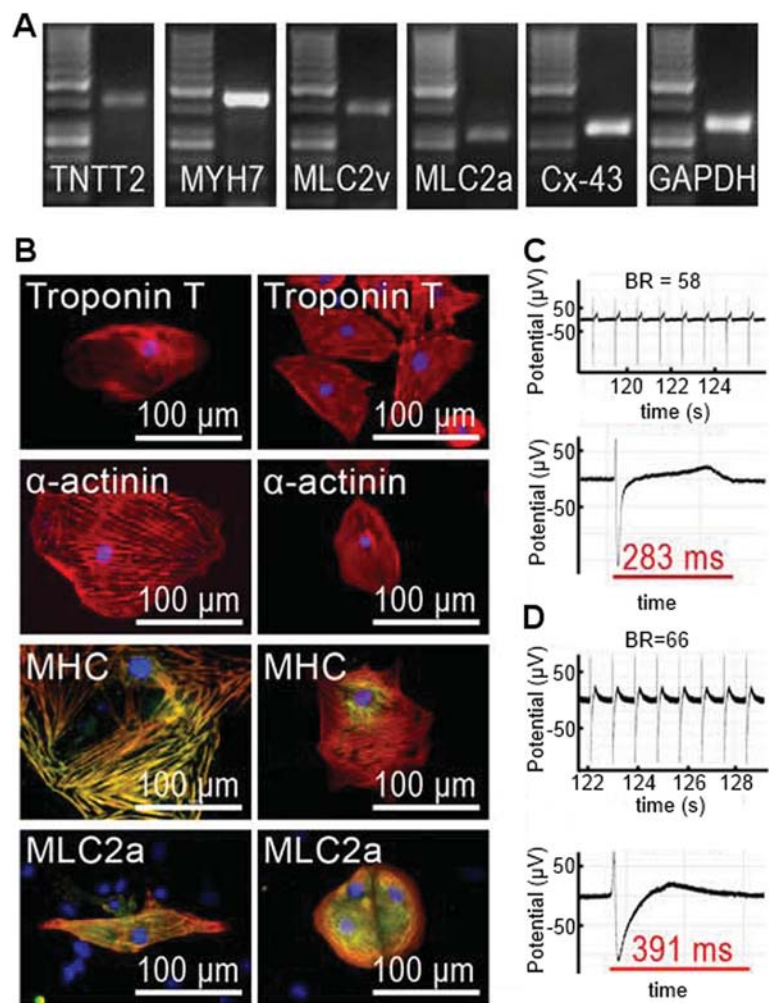 A
TNTT2 MYH7 MLC2v MLC2a Cx-43 GAPDH
B
Troponin T Troponin T
100 μm 100 μm
α-actinin α-actinin
100 μm 100 μm
MHC MHC
100 μm 100 μm
MLC2a MLC2a
100 μm 100 μm
C
BR = 58
Potential (μV)
50
-50
120 122 124
time (s)
Potential (μV)
50
-50
283 ms
time
D
BR=66
Potential (μV)
50
-50
122 124 126 128
time (s)
Potential (μV)
50
-50
391 ms
time